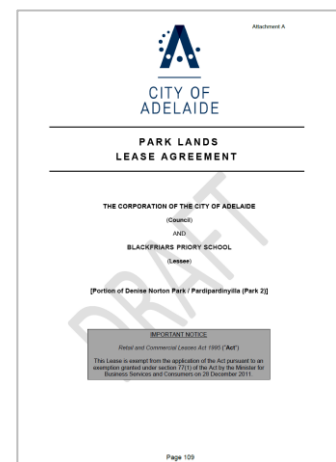 Attachment A
CITY OF
ADELAIDE
PARK LANDS
LEASE AGREEMENT
THE CORPORATION OF THE CITY OF ADELAIDE
(Council)
AND
BLACKFRIARS PRIORY SCHOOL
(Lessee)
[Portion of Denise Norton Park / Pardipardinyilla (Park 2)]
DRAFT
IMPORTANT NOTICE
Retail and Commercial Leases Act 1995 ("Act")
This Lease is exempt from the application of the Act pursuant to an
exemption granted under section 77(1) of the Act by the Minister for
Business Services and Consumers on 28 December 2011.
Page 109